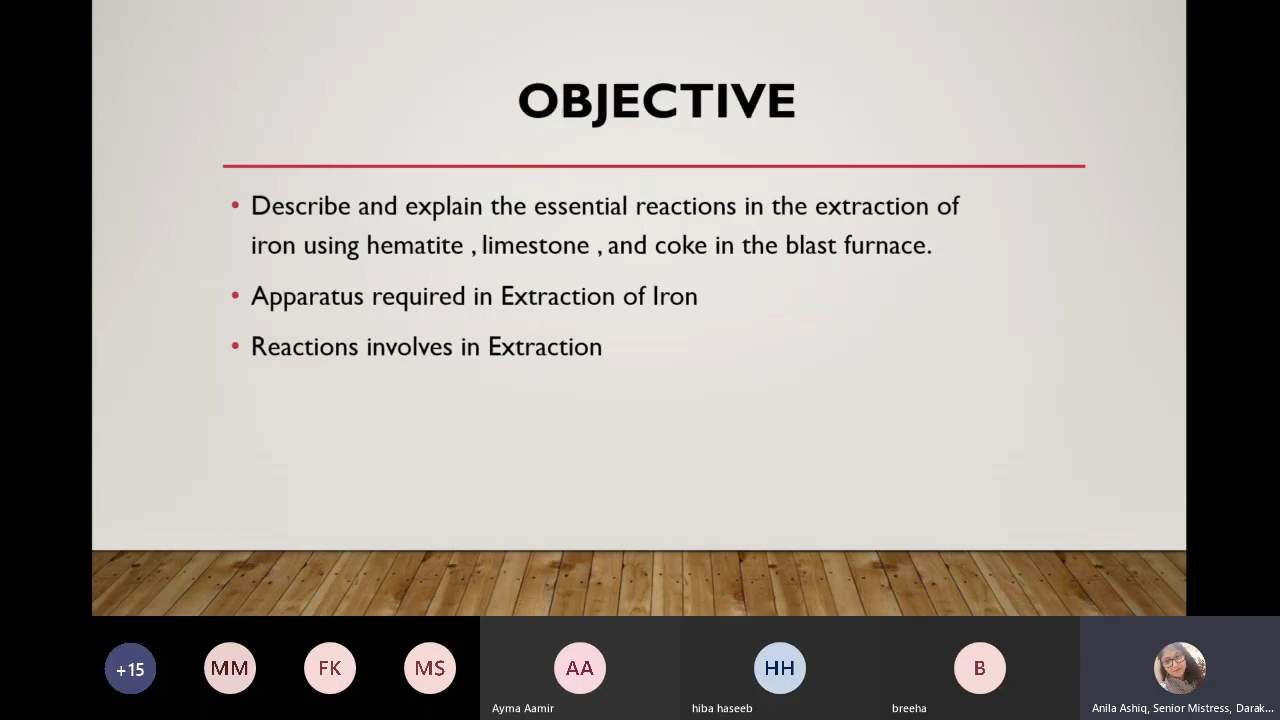 OBJECTIVE
• Describe and explain the essential reactions in the extraction of
iron using hematite , limestone , and coke in the blast furnace.
• Apparatus required in Extraction of Iron
• Reactions involves in Extraction
+15
MM
FK
MS
AA
HH
B
Ayma Aamir
hiba haseeb
breeha
Anila Ashiq, Senior Mistress, Darak...